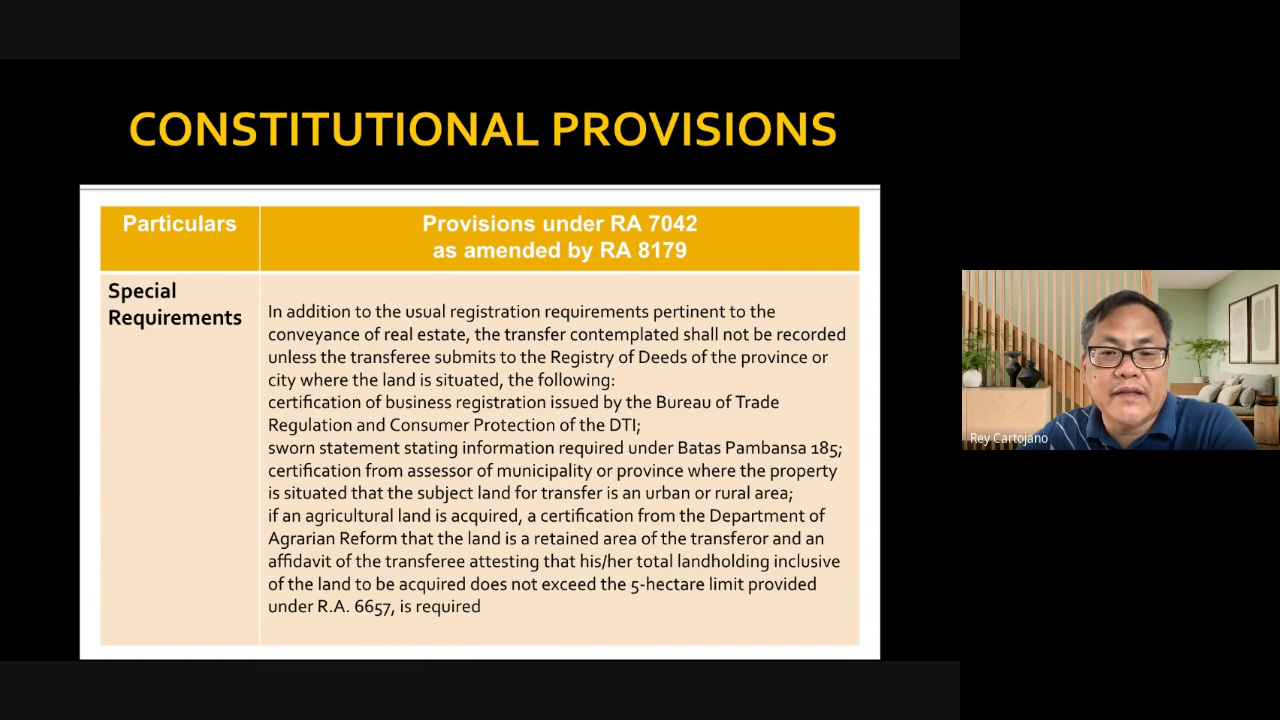 CONSTITUTIONAL PROVISIONS
Particulars
Provisions under RA 7042
as amended by RA 8179
Special
Requirements
In addition to the usual registration requirements pertinent to the
conveyance of real estate, the transfer contemplated shall not be recorded
unless the transferee submits to the Registry of Deeds of the province or
city where the land is situated, the following:
certification of business registration issued by the Bureau of Trade
Regulation and Consumer Protection of the DTI;
sworn statement stating information required under Batas Pambansa 185;
certification from assessor of municipality or province where the property
is situated that the subject land for transfer is an urban or rural area;
if an agricultural land is acquired, a certification from the Department of
Agrarian Reform that the land is a retained area of the transferor and an
affidavit of the transferee attesting that his/her total landholding inclusive
of the land to be acquired does not exceed the 5-hectare limit provided
under R.A. 6657, is required
Rey Cartojano